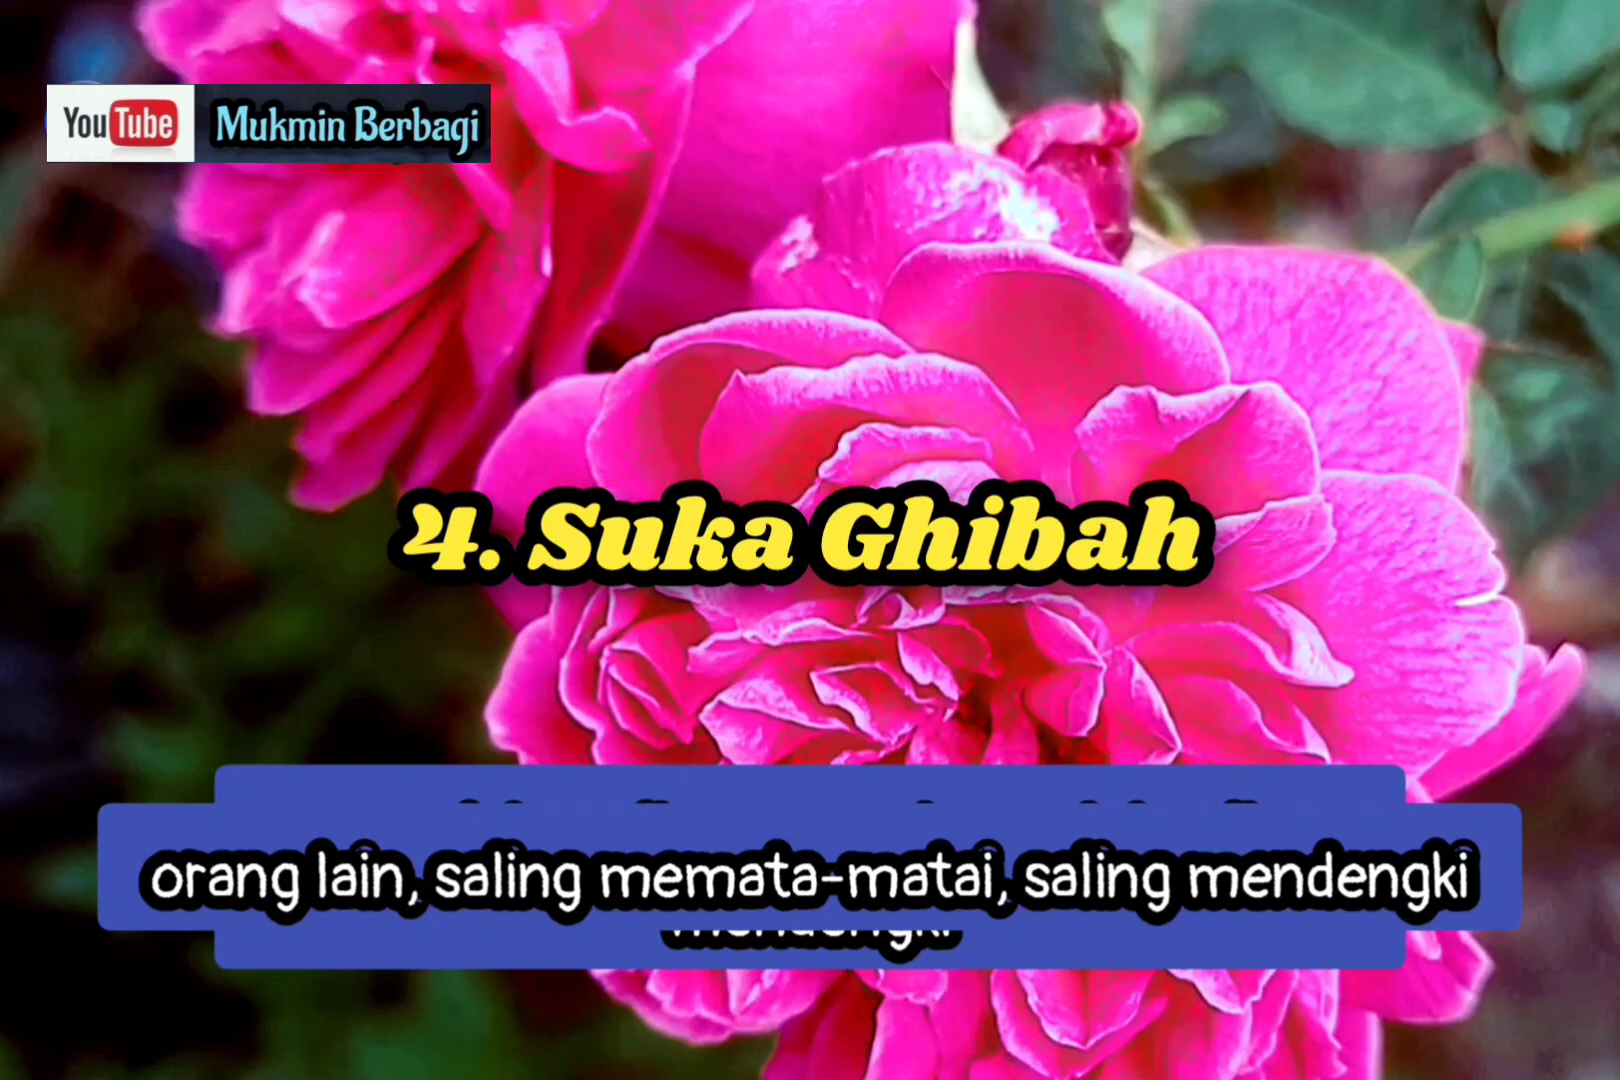 YouTube Mukmin Berbagi
4. Suka Ghibah
orang lain, saling memata-matai, saling mendengki